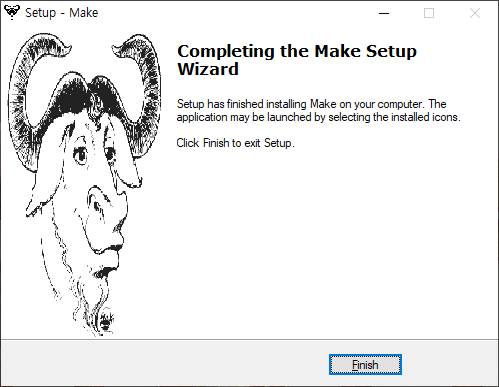 Setup - Make
Completing the Make Setup
Wizard
Setup has finished installing Make on your computer. The
application may be launched by selecting the installed icons.
Click Finish to exit Setup.
Finish